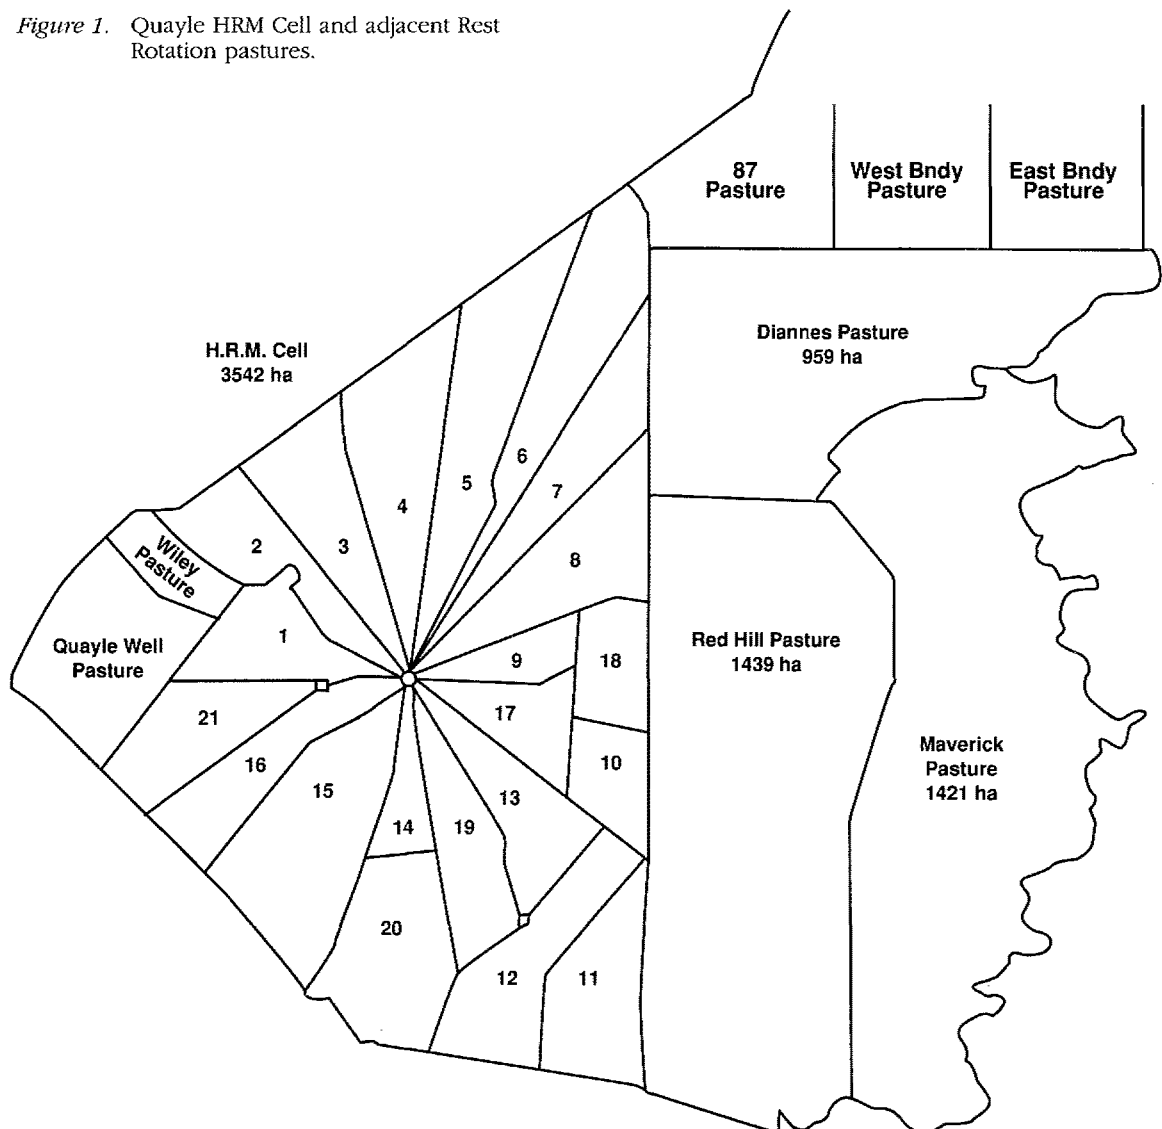 Figure 1. Quayle HRM Cell and adjacent Rest
Rotation pastures.
87
Pasture
West Bndy
Pasture
East Bndy
Pasture
Diannes Pasture
959 ha
H.R.M. Cell
3542 ha
6
5
7
4
2
3
8
Wiley
Pasture
1
Quayle Well
Pasture
9
18
Red Hill Pasture
1439 ha
21
17
16
10
Maverick
Pasture
1421 ha
15
13
14
19
20
12
11